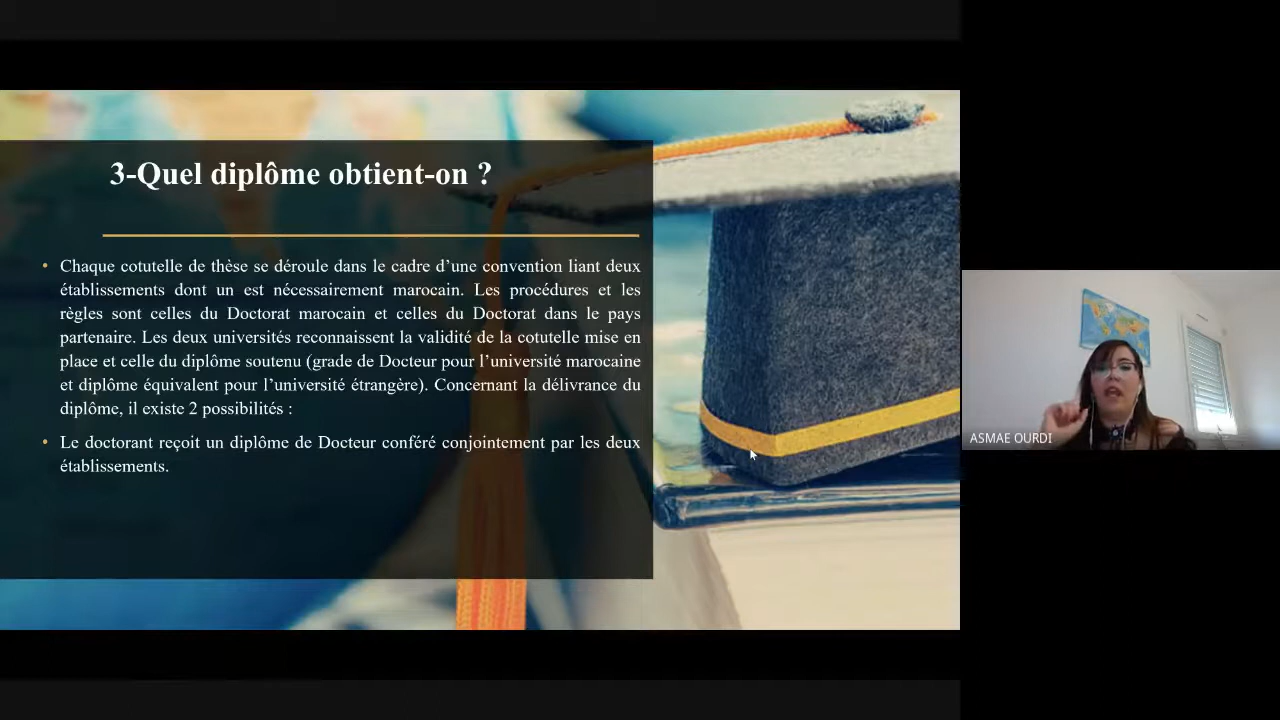 3-Quel diplôme obtient-on ?
• Chaque cotutelle de thèse se déroule dans le cadre d’une convention liant deux
établissements dont un est nécessairement marocain. Les procédures et les
règles sont celles du Doctorat marocain et celles du Doctorat dans le pays
partenaire. Les deux universités reconnaissent la validité de la cotutelle mise en
place et celle du diplôme soutenu (grade de Docteur pour l’université marocaine
et diplôme équivalent pour l’université étrangère). Concernant la délivrance du
diplôme, il existe 2 possibilités :
• Le doctorant reçoit un diplôme de Docteur conféré conjointement par les deux
établissements.
ASMAE OURDI